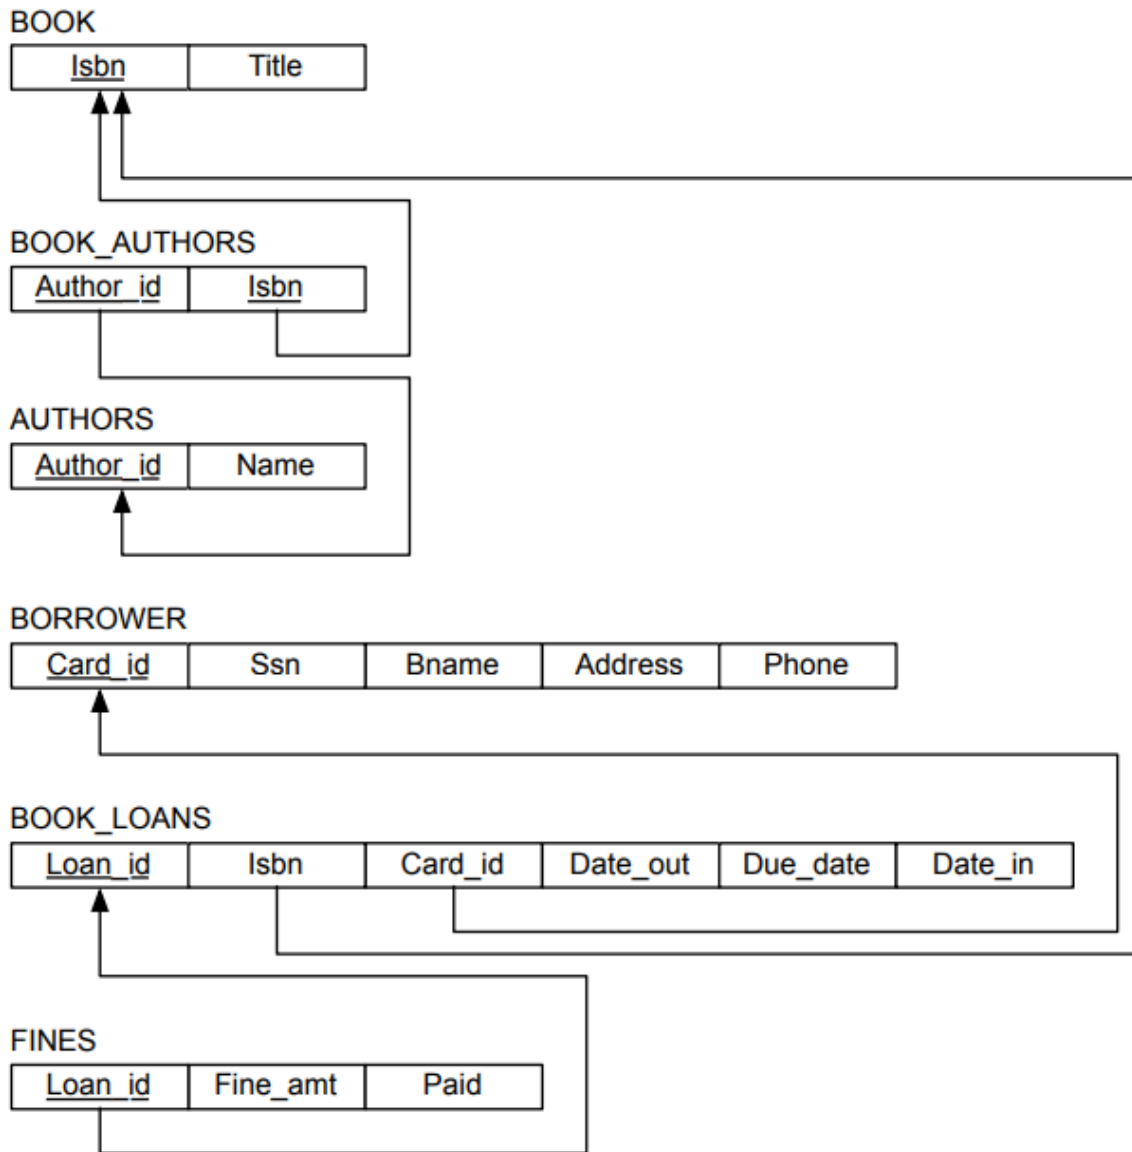 BOOK
Isbn Title
BOOK_AUTHORS
Author_id Isbn
AUTHORS
Author_id Name
BORROWER
Card_id Ssn Bname Address Phone
BOOK_LOANS
Loan_id Isbn Card_id Date_out Due_date Date_in
FINES
Loan_id Fine_amt Paid